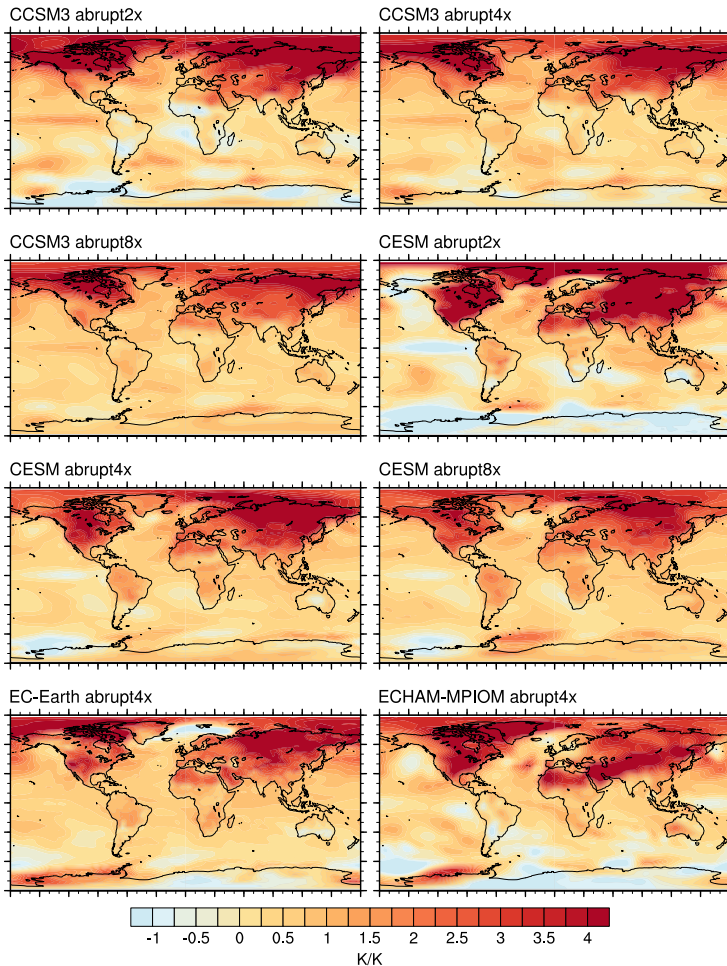 CCSM3 abrupt2x
CCSM3 abrupt4x
CCSM3 abrupt8x
CESM abrupt2x
CESM abrupt4x
CESM abrupt8x
EC-Earth abrupt4x
ECHAM-MPIOM abrupt4x
-1 -0.5 0 0.5 1 1.5 2 2.5 3 3.5 4
K/K